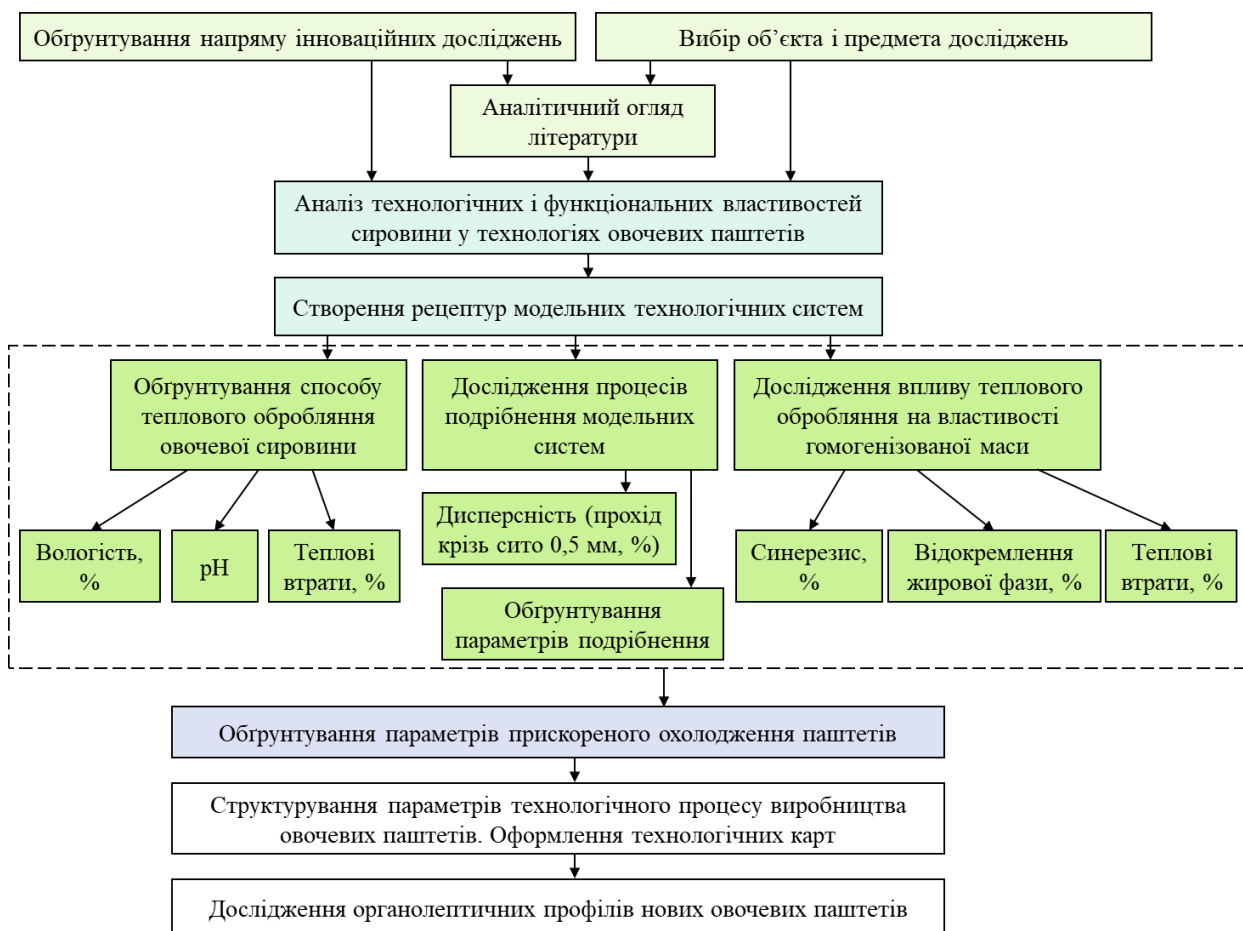 Обґрунтування напряму інноваційних досліджень
Вибір об’єкта і предмета досліджень
Аналітичний огляд
літератури
Аналіз технологічних і функціональних властивостей
сировини у технологіях овочевих паштетів
Створення рецептур модельних технологічних систем
Обґрунтування способу
теплового обробляння
овочевої сировини
Дослідження процесів
подрібнення модельних
систем
Дослідження впливу теплового
обробляння на властивості
гомогенізованої маси
Вологість,
%
рН
Теплові
втрати, %
Дисперсність (прохід
крізь сито 0,5 мм, %)
Обґрунтування
параметрів подрібнення
Синерезис,
%
Відокремлення
жирової фази, %
Теплові
втрати, %
Обґрунтування параметрів прискореного охолодження паштетів
Структурування параметрів технологічного процесу виробництва
овочевих паштетів. Оформлення технологічних карт
Дослідження органолептичних профілів нових овочевих паштетів